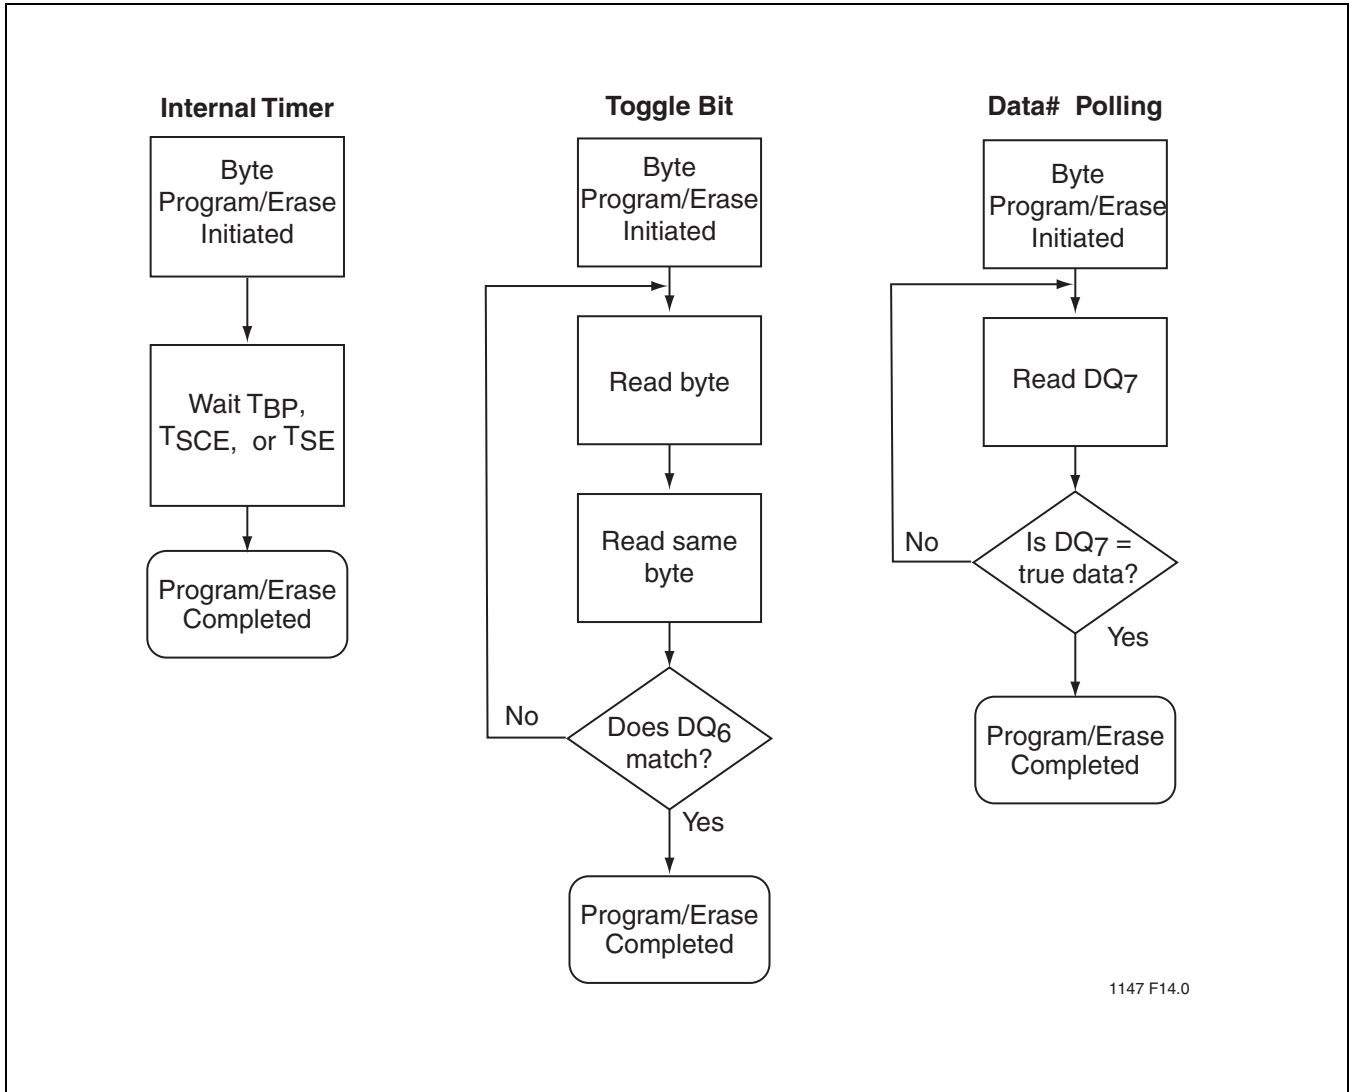 Internal Timer
Byte
Program/Erase
Initiated
Wait TBP,
TSCE, or TSE
Program/Erase
Completed
Toggle Bit
Byte
Program/Erase
Initiated
Read byte
Read same
byte
No
Does DQ6
match?
Yes
Program/Erase
Completed
Data# Polling
Byte
Program/Erase
Initiated
Read DQ7
No
Is DQ7 =
true data?
Yes
Program/Erase
Completed
1147 F14.0